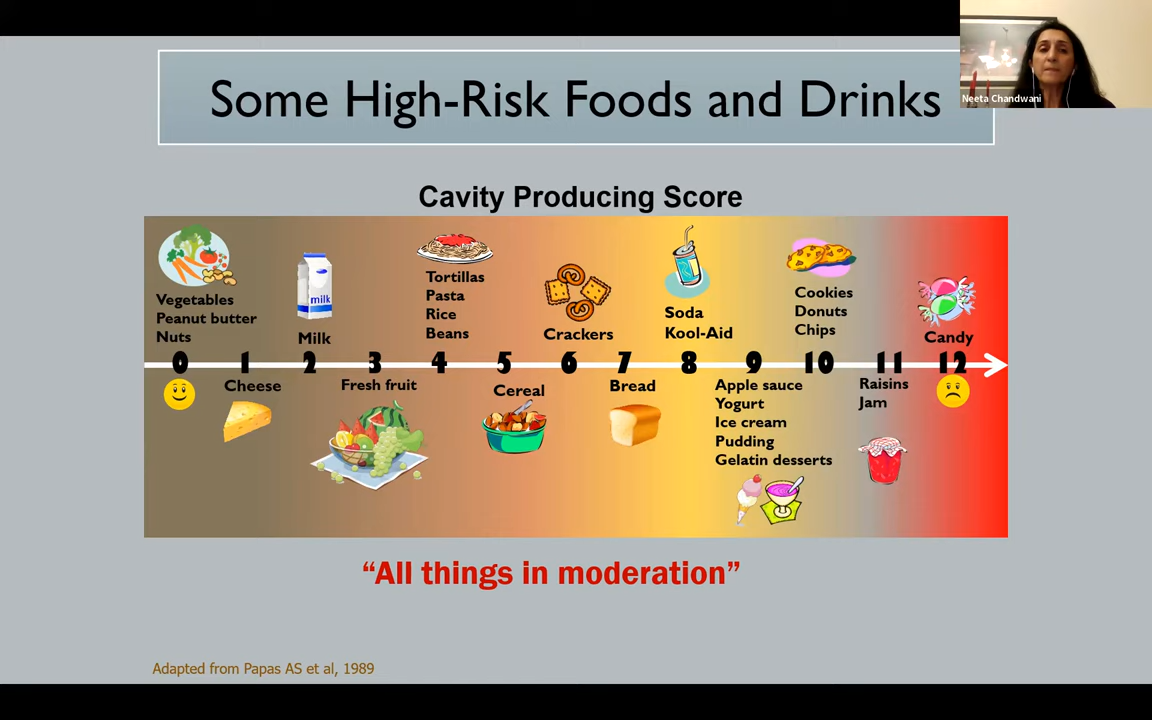 Some High-Risk Foods and Drinks
Neeta Chandwani
Cavity Producing Score
Vegetables
Peanut butter
Nuts
milk
Milk
Tortillas
Pasta
Rice
Beans
Crackers
Soda
Kool-Aid
Cookies
Donuts
Chips
Candy
0 1 2 3 4 5 6 7 8 9 10 11 12
Cheese
Fresh fruit
Cereal
Bread
Apple sauce
Yogurt
Ice cream
Pudding
Gelatin desserts
Raisins
Jam
“All things in moderation”
Adapted from Papas AS et al, 1989